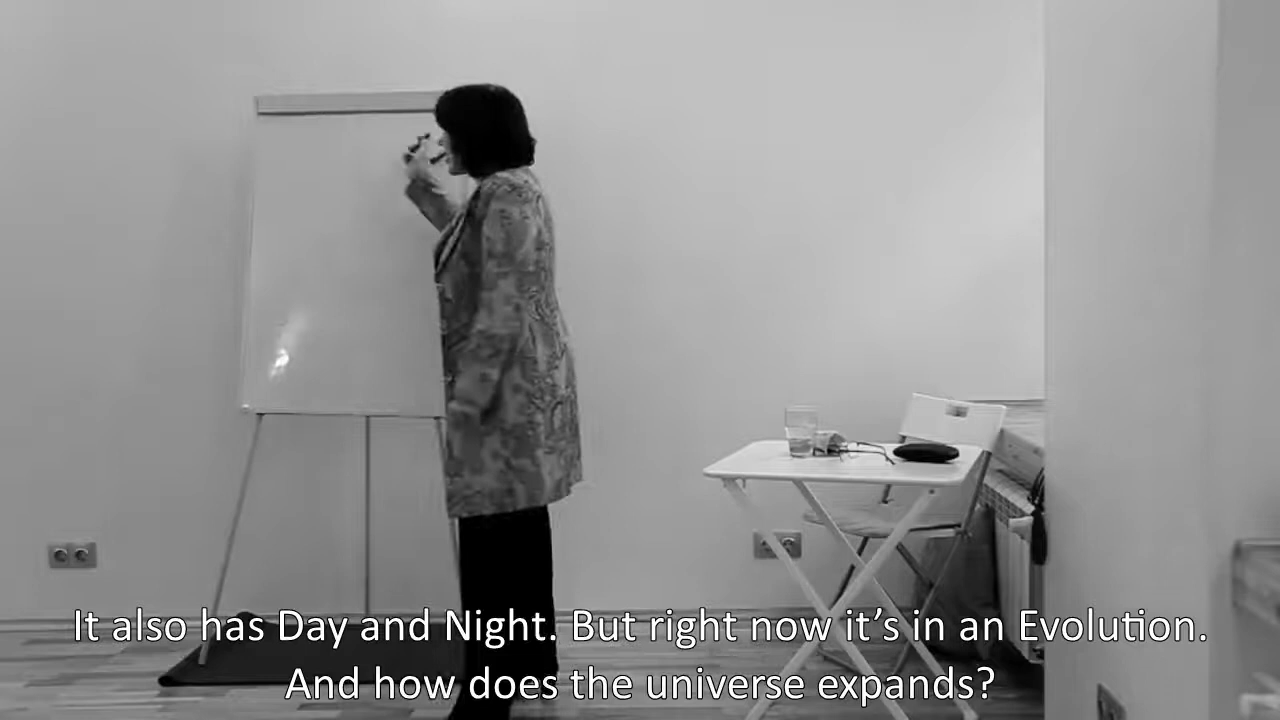 It also has Day and Night. But right now it’s in an Evolution.
And how does the universe expands?